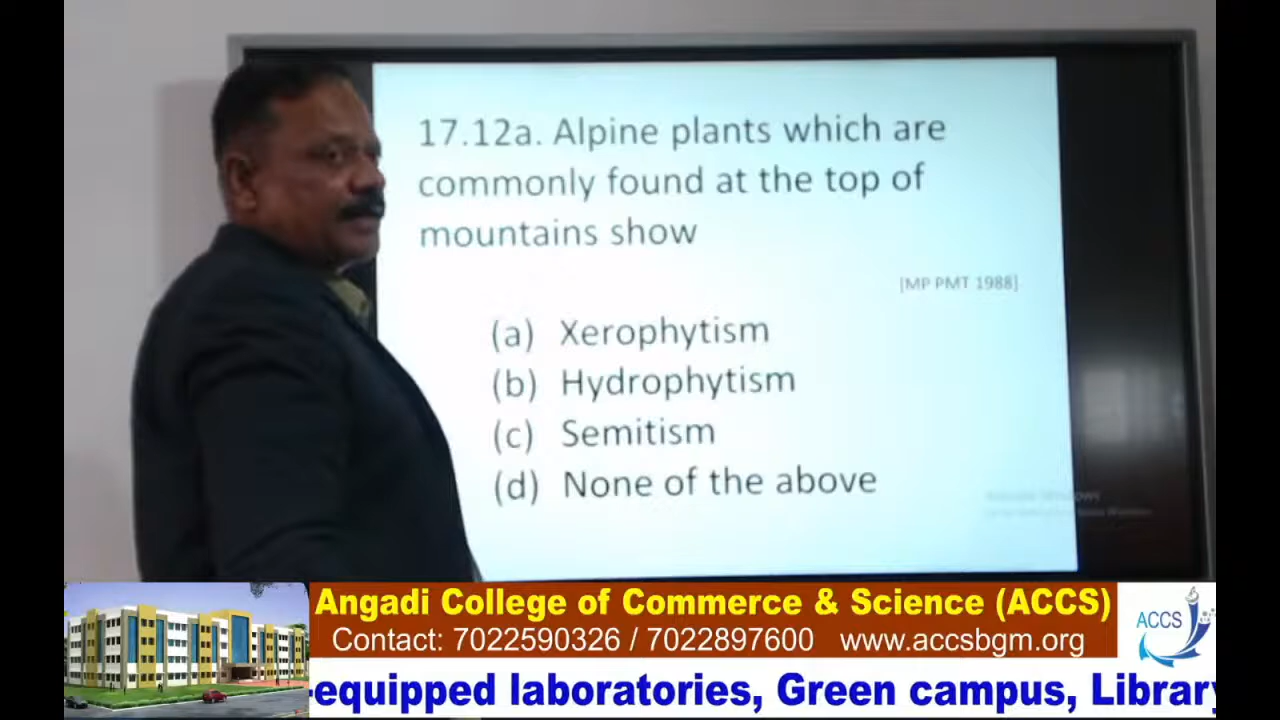 17.12a. Alpine plants which are
commonly found at the top of
mountains show
[MP PMT 1988]
(a) Xerophytism
(b) Hydrophytism
(c) Semitism
(d) None of the above
Angadi College of Commerce & Science (ACCS)
Contact: 7022590326 / 7022897600 www.accsbgm.org
ACCS
-equipped laboratories, Green campus, Library